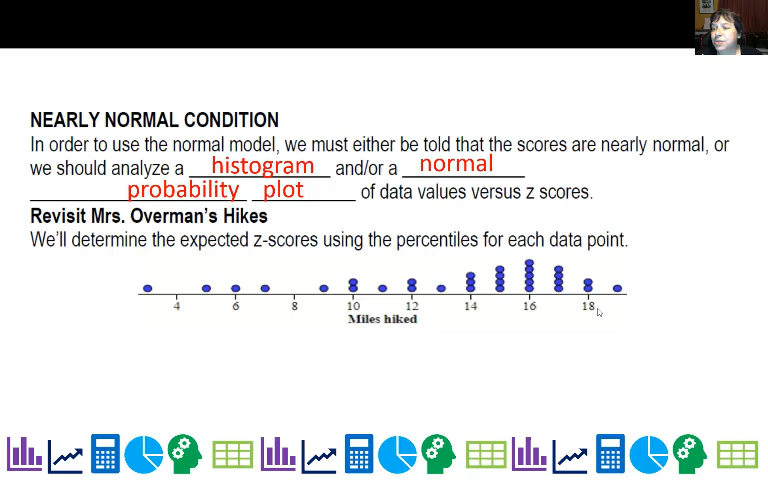 NEARLY NORMAL CONDITION
In order to use the normal model, we must either be told that the scores are nearly normal, or
we should analyze a histogram and/or a normal
probability plot of data values versus z scores.
Revisit Mrs. Overman's Hikes
We'll determine the expected z-scores using the percentiles for each data point.
4 6 8 10 12 14 16 18
Miles hiked